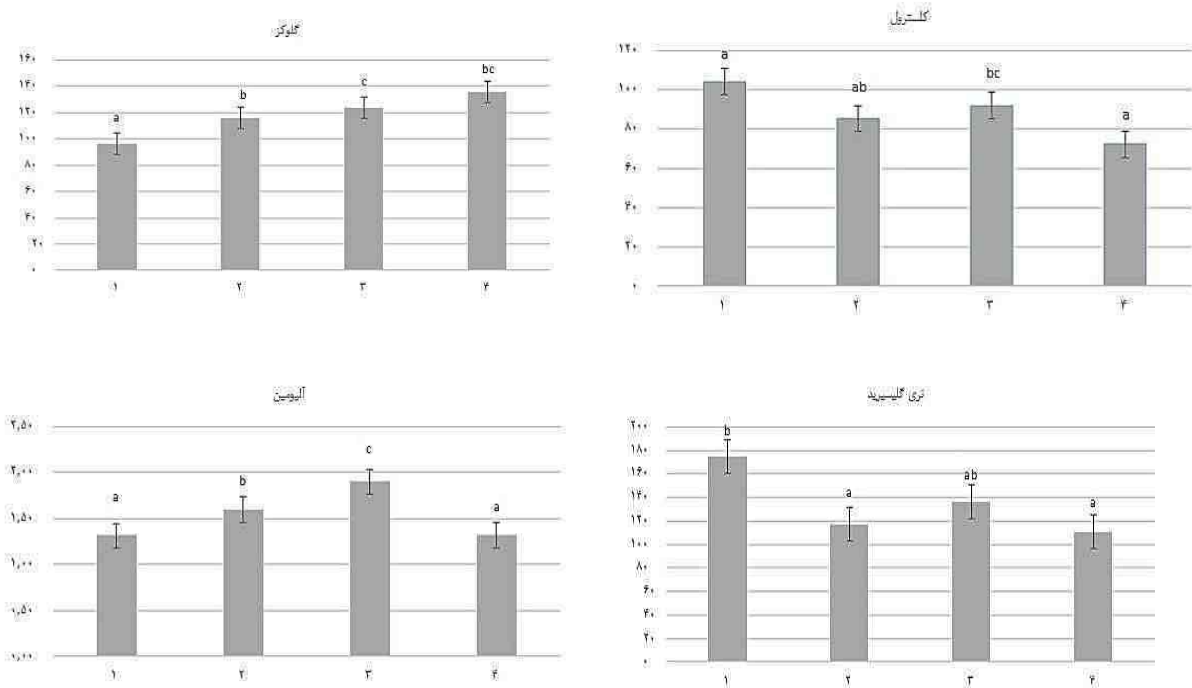 گلوکز
۱۶۰
۱۴۰
۱۲۰
۱۰۰
۸۰
۶۰
۴۰
۲۰
۰
a
b
c
bc
۱ ۲ ۳ ۴
کلسترول
۱۲۰
۱۰۰
۸۰
۶۰
۴۰
۲۰
۰
a
ab
bc
a
۱ ۲ ۳ ۴
آلبومین
۲,۵۰
۲,۰۰
۱,۵۰
۱,۰۰
۰,۵۰
۰,۰۰
a
b
c
a
۱ ۲ ۳ ۴
تری گلیسیرید
۲۰۰
۱۸۰
۱۶۰
۱۴۰
۱۲۰
۱۰۰
۸۰
۶۰
۴۰
۲۰
۰
b
a
ab
a
۱ ۲ ۳ ۴